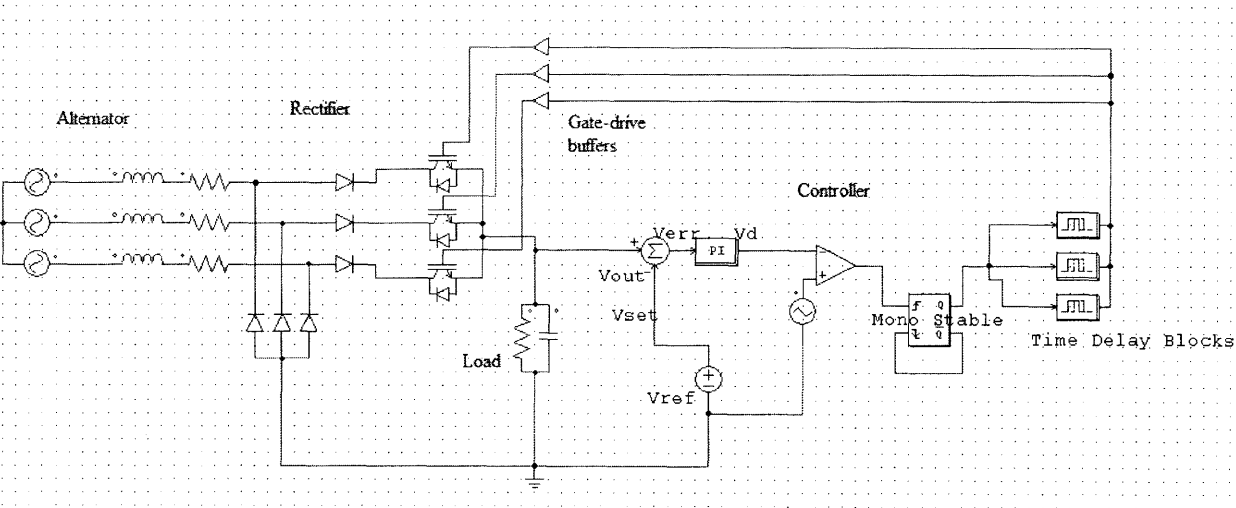 Alternator
Rectifier
Gate-drive
buffers
Controller
Verr
Vd
PI
Σ
Vout
Vset
Mono Stable
Q
Q
Time Delay Blocks
Load
Vref